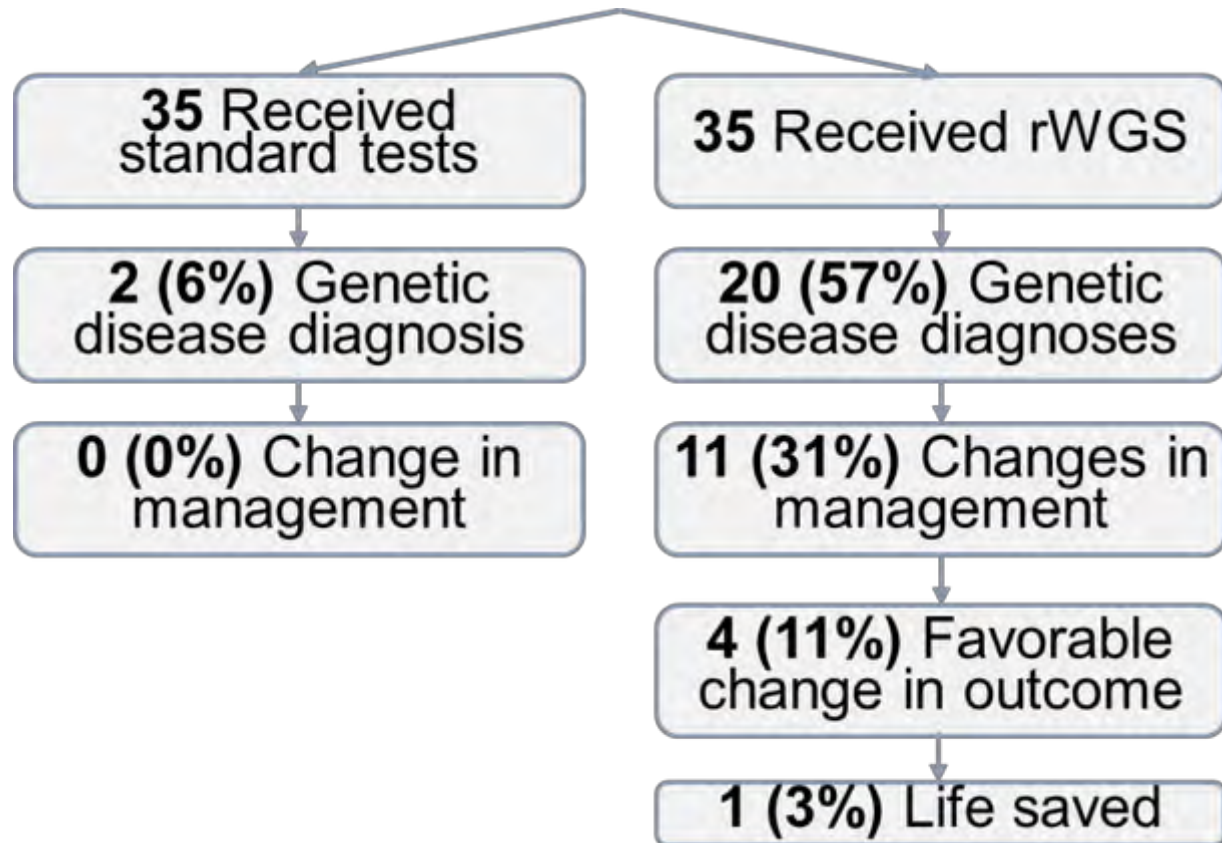 35 Received
standard tests
35 Received rWGS
2 (6%) Genetic
disease diagnosis
20 (57%) Genetic
disease diagnoses
0 (0%) Change in
management
11 (31%) Changes in
management
4 (11%) Favorable
change in outcome
1 (3%) Life saved